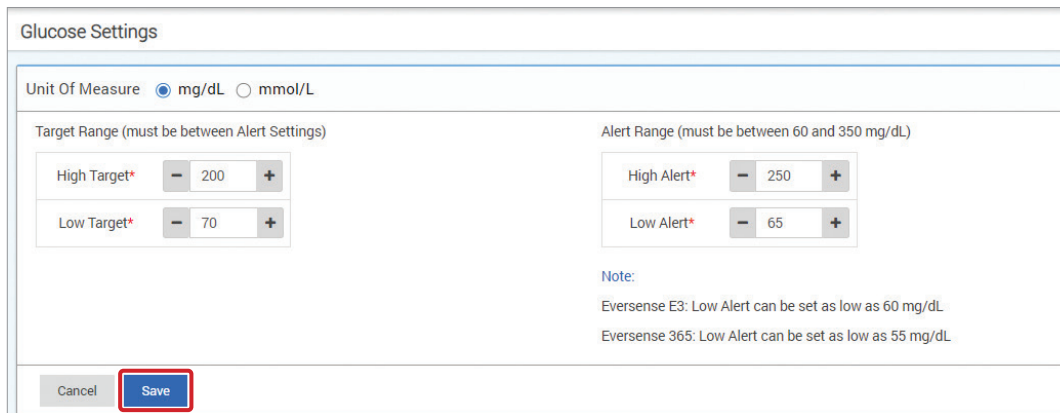 Glucose Settings
Unit Of Measure mg/dL mmol/L
Target Range (must be between Alert Settings)
High Target* − 200 +
Low Target* − 70 +
Alert Range (must be between 60 and 350 mg/dL)
High Alert* − 250 +
Low Alert* − 65 +
Note:
Eversense E3: Low Alert can be set as low as 60 mg/dL
Eversense 365: Low Alert can be set as low as 55 mg/dL
Cancel Save